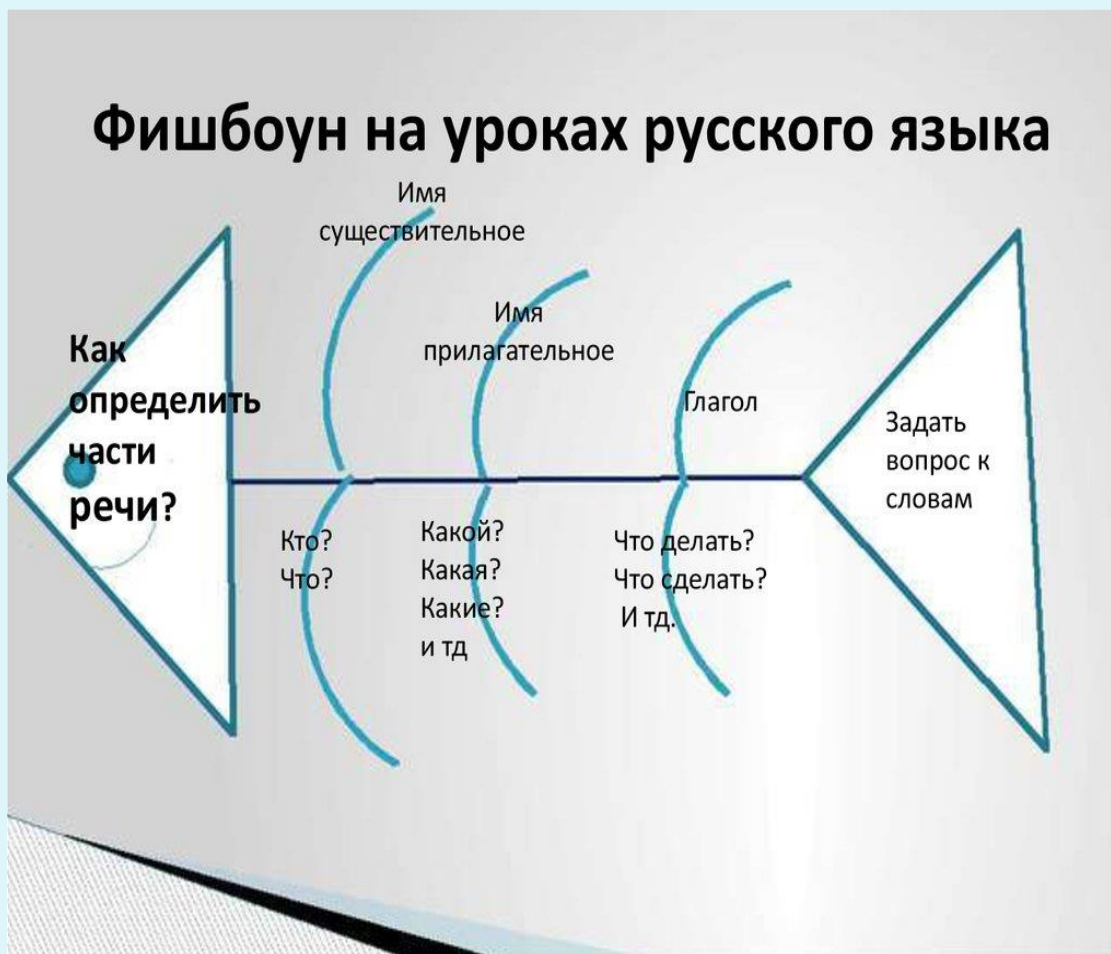 Фишбоун на уроках русского языка
Имя
существительное
Имя
прилагательное
Глагол
Как
определить
части
речи?
Задать
вопрос к
словам
Кто?
Что?
Какой?
Какая?
Какие?
и тд
Что делать?
Что сделать?
И тд.